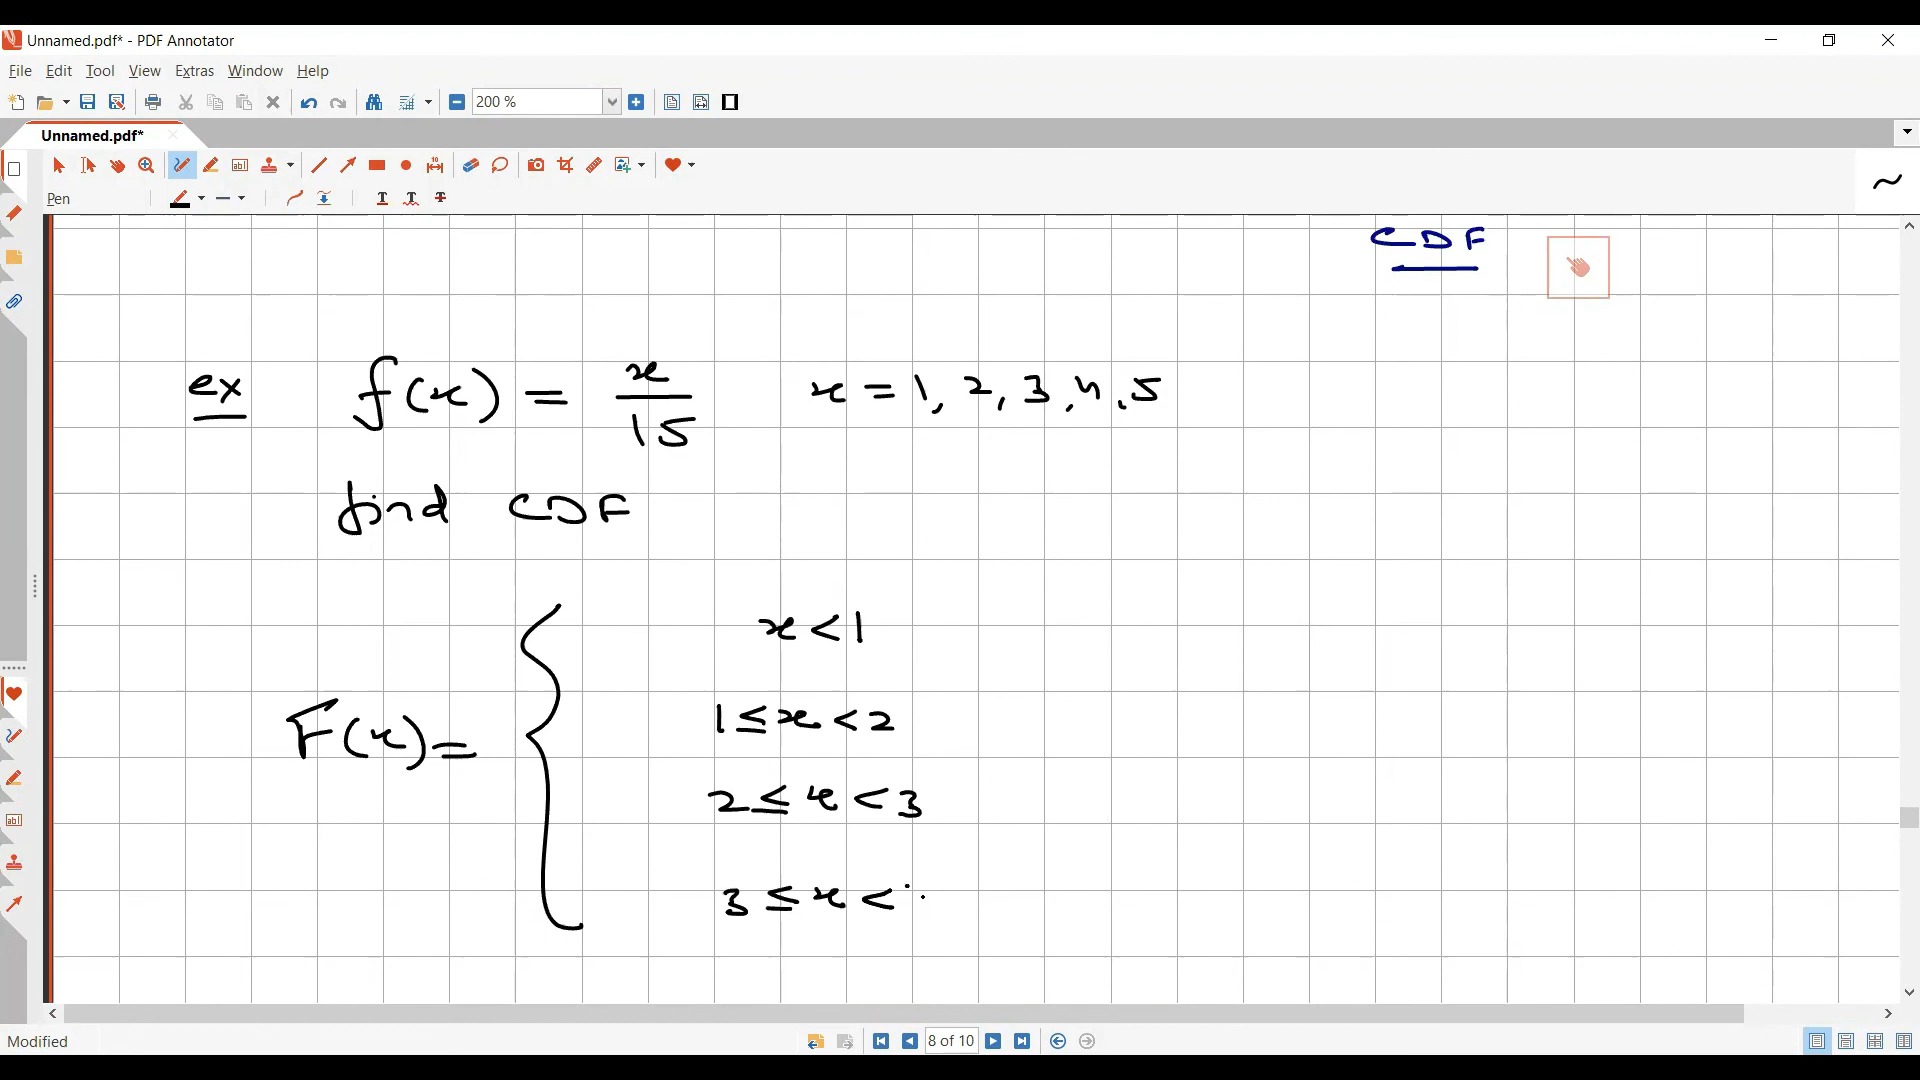 Unnamed.pdf* - PDF Annotator
File Edit Tool View Extras Window Help
200 %
Unnamed.pdf*
Pen
CDF
ex f(x) = x/15 x = 1, 2, 3, 4, 5
find CDF
x < 1
1 ≤ x < 2
F(x) =
2 ≤ x < 3
3 ≤ x <
Modified
8 of 10